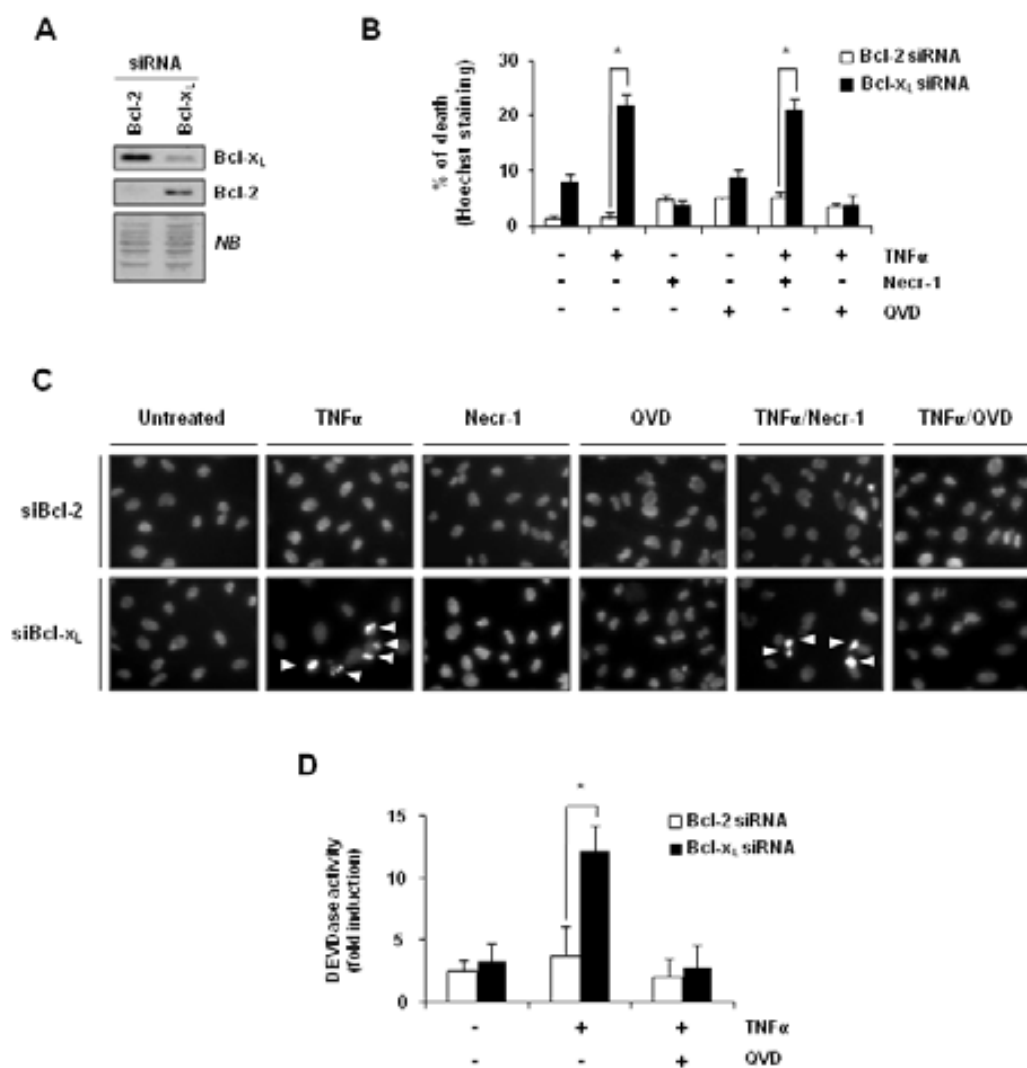 A
siRNA
Bcl-2
Bcl-xL
Bcl-xL
Bcl-2
NB
B
% of death
(Hoechst staining)
30
20
10
0
*
*
Bcl-2 siRNA
Bcl-xL siRNA
- + - - + + TNFα
- - + - + - Necr-1
- - - + - + QVD
C
Untreated
TNFα
Necr-1
QVD
TNFα/Necr-1
TNFα/QVD
siBcl-2
siBcl-xL
D
DEVDase activity
(fold induction)
15
10
5
0
*
Bcl-2 siRNA
Bcl-xL siRNA
- + + TNFα
- - + QVD